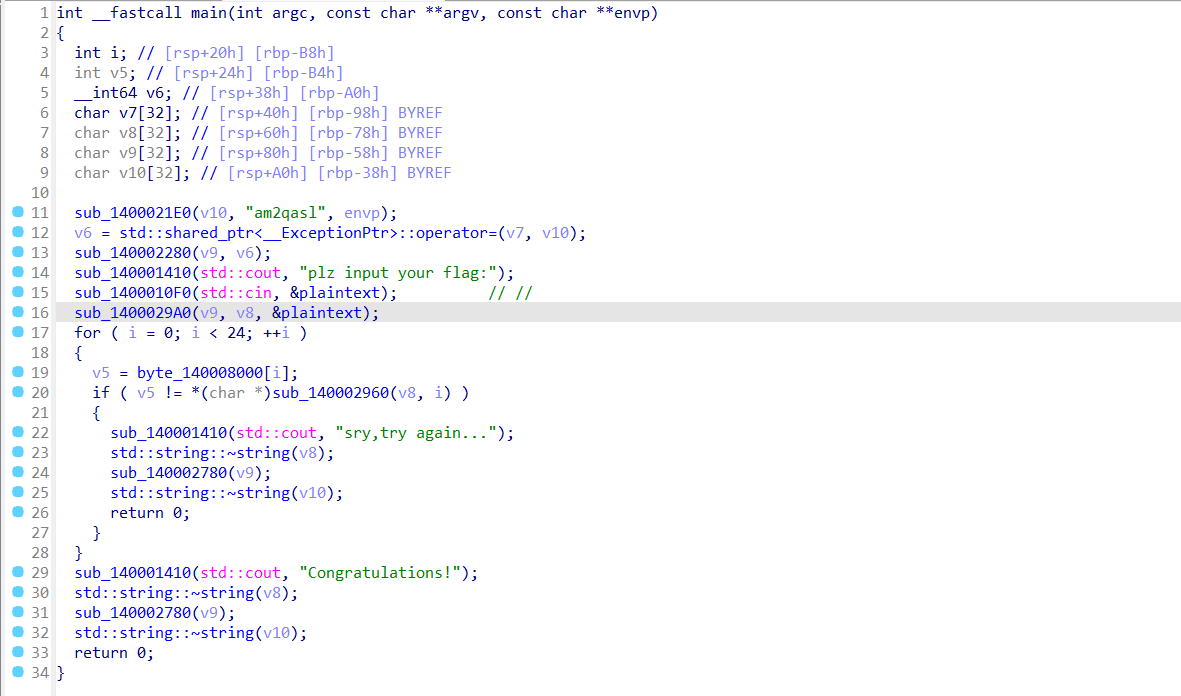 1 int __fastcall main(int argc, const char **argv, const char **envp)
2 {
3 int i; // [rsp+20h] [rbp-B8h]
4 int v5; // [rsp+24h] [rbp-B4h]
5 __int64 v6; // [rsp+38h] [rbp-A0h]
6 char v7[32]; // [rsp+40h] [rbp-98h] BYREF
7 char v8[32]; // [rsp+60h] [rbp-78h] BYREF
8 char v9[32]; // [rsp+80h] [rbp-58h] BYREF
9 char v10[32]; // [rsp+A0h] [rbp-38h] BYREF
10
11 sub_1400021E0(v10, "am2qasl", envp);
12 v6 = std::shared_ptr<__ExceptionPtr>::operator=(v7, v10);
13 sub_140002280(v9, v6);
14 sub_140001410(std::cout, "plz input your flag:");
15 sub_1400010F0(std::cin, &plaintext); // //
16 sub_1400029A0(v9, v8, &plaintext);
17 for ( i = 0; i < 24; ++i )
18 {
19 v5 = byte_140008000[i];
20 if ( v5 != *(char *)sub_140002960(v8, i) )
21 {
22 sub_140001410(std::cout, "sry,try again...");
23 std::string::~string(v8);
24 sub_140002780(v9);
25 std::string::~string(v10);
26 return 0;
27 }
28 }
29 sub_140001410(std::cout, "Congratulations!");
30 std::string::~string(v8);
31 sub_140002780(v9);
32 std::string::~string(v10);
33 return 0;
34 }